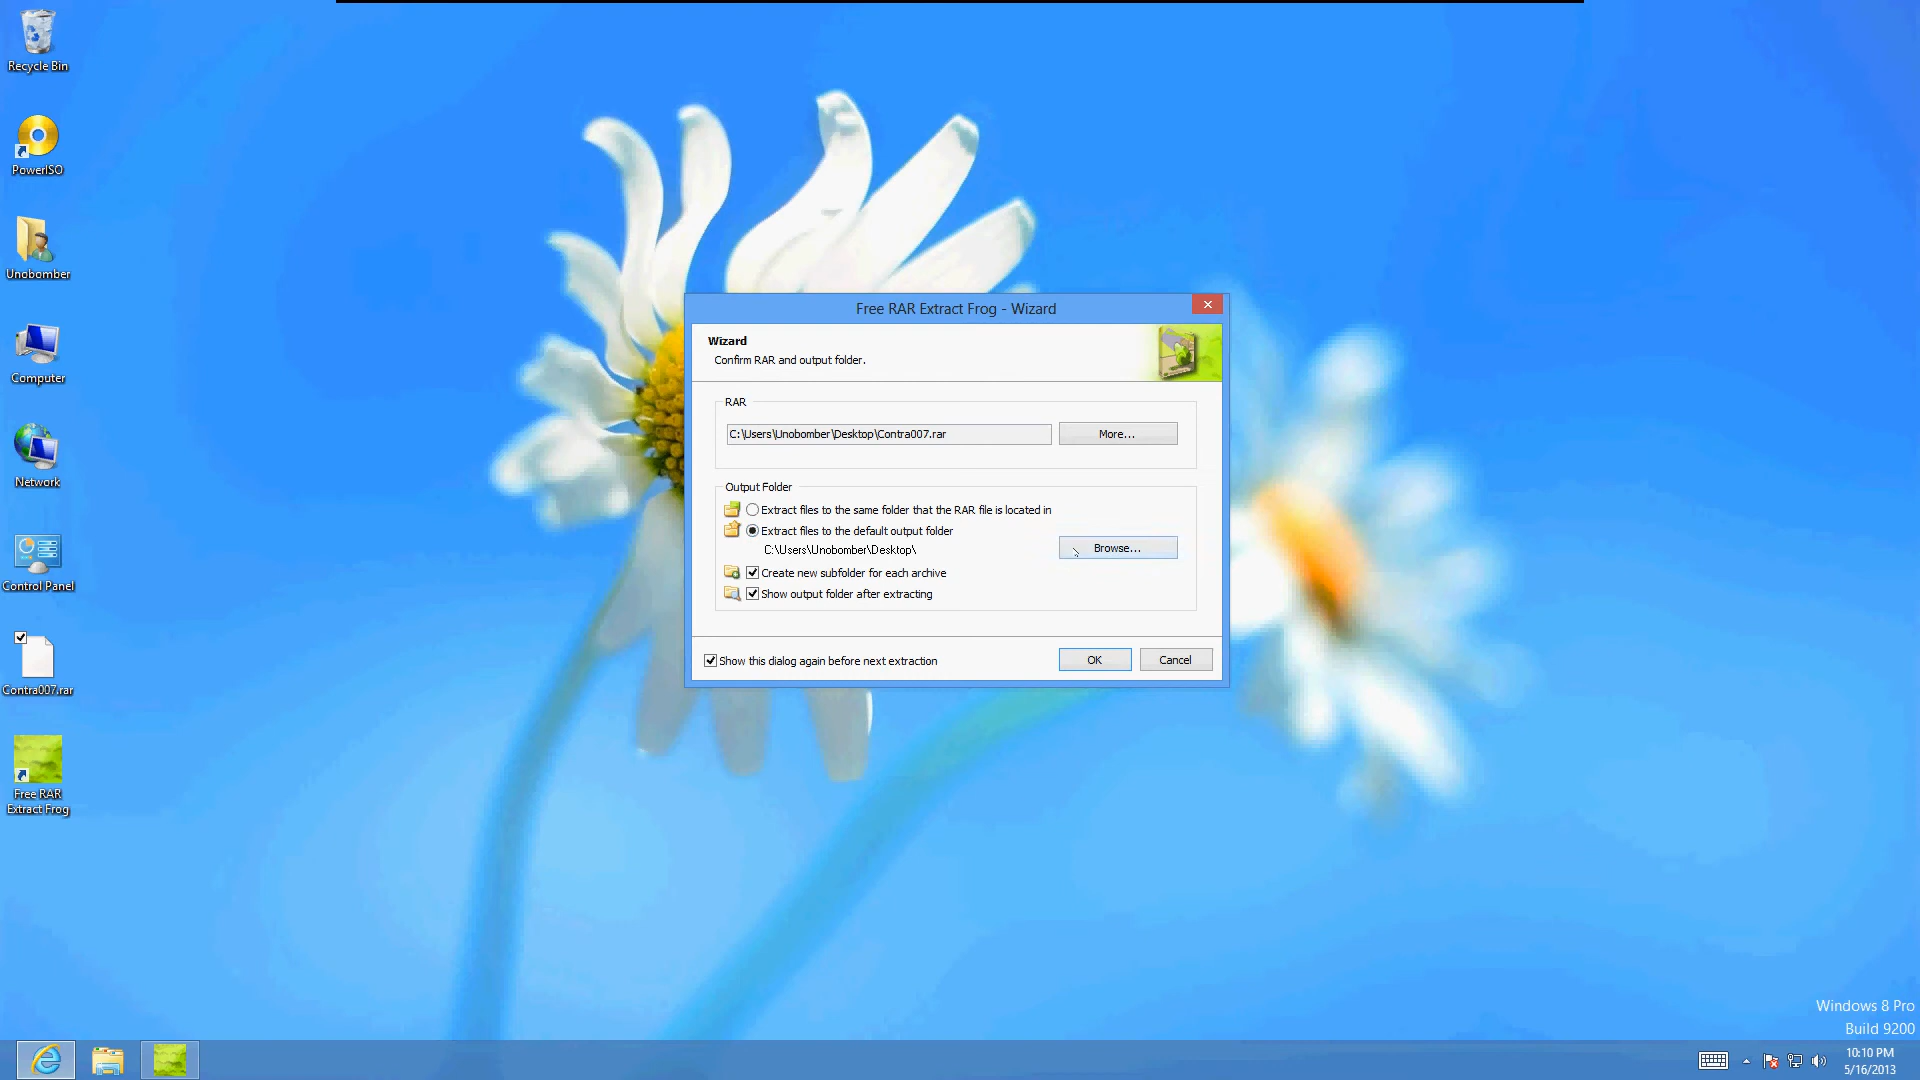 Recycle Bin
PowerISO
Unobomber
Computer
Network
Control Panel
Contra007.rar
Free RAR
Extract Frog
Free RAR Extract Frog - Wizard
Wizard
Confirm RAR and output folder.
RAR
C:\Users\Unobomber\Desktop\Contra007.rar
More...
Output Folder
Extract files to the same folder that the RAR file is located in
Extract files to the default output folder
C:\Users\Unobomber\Desktop\
Browse...
Create new subfolder for each archive
Show output folder after extracting
Show this dialog again before next extraction
OK
Cancel
Windows 8 Pro
Build 9200
10:10 PM
5/16/2013